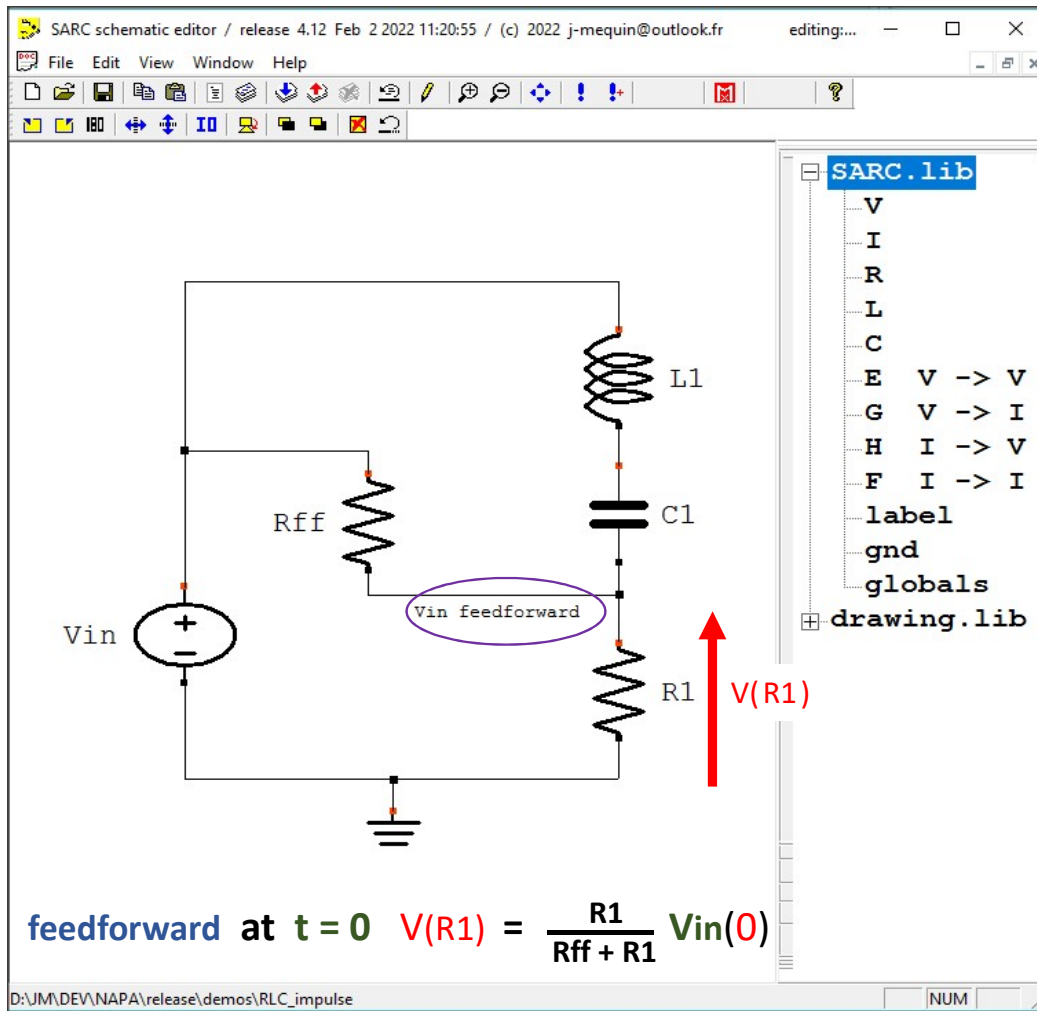 SARC schematic editor / release 4.12 Feb 2 2022 11:20:55 / (c) 2022 j-mequin@outlook.fr editing:...
File Edit View Window Help
180
SARC.lib
V
I
R
L
C
E V -> V
G V -> I
H I -> V
F I -> I
label
gnd
globals
drawing.lib
L1
C1
Rff
Vin feedforward
Vin
+
−
R1
V(R1)
feedforward at t = 0 V(R1) = R1 / Rff + R1 Vin(0)
D:\JM\DEV\NAPA\release\demos\RLC_impulse
NUM